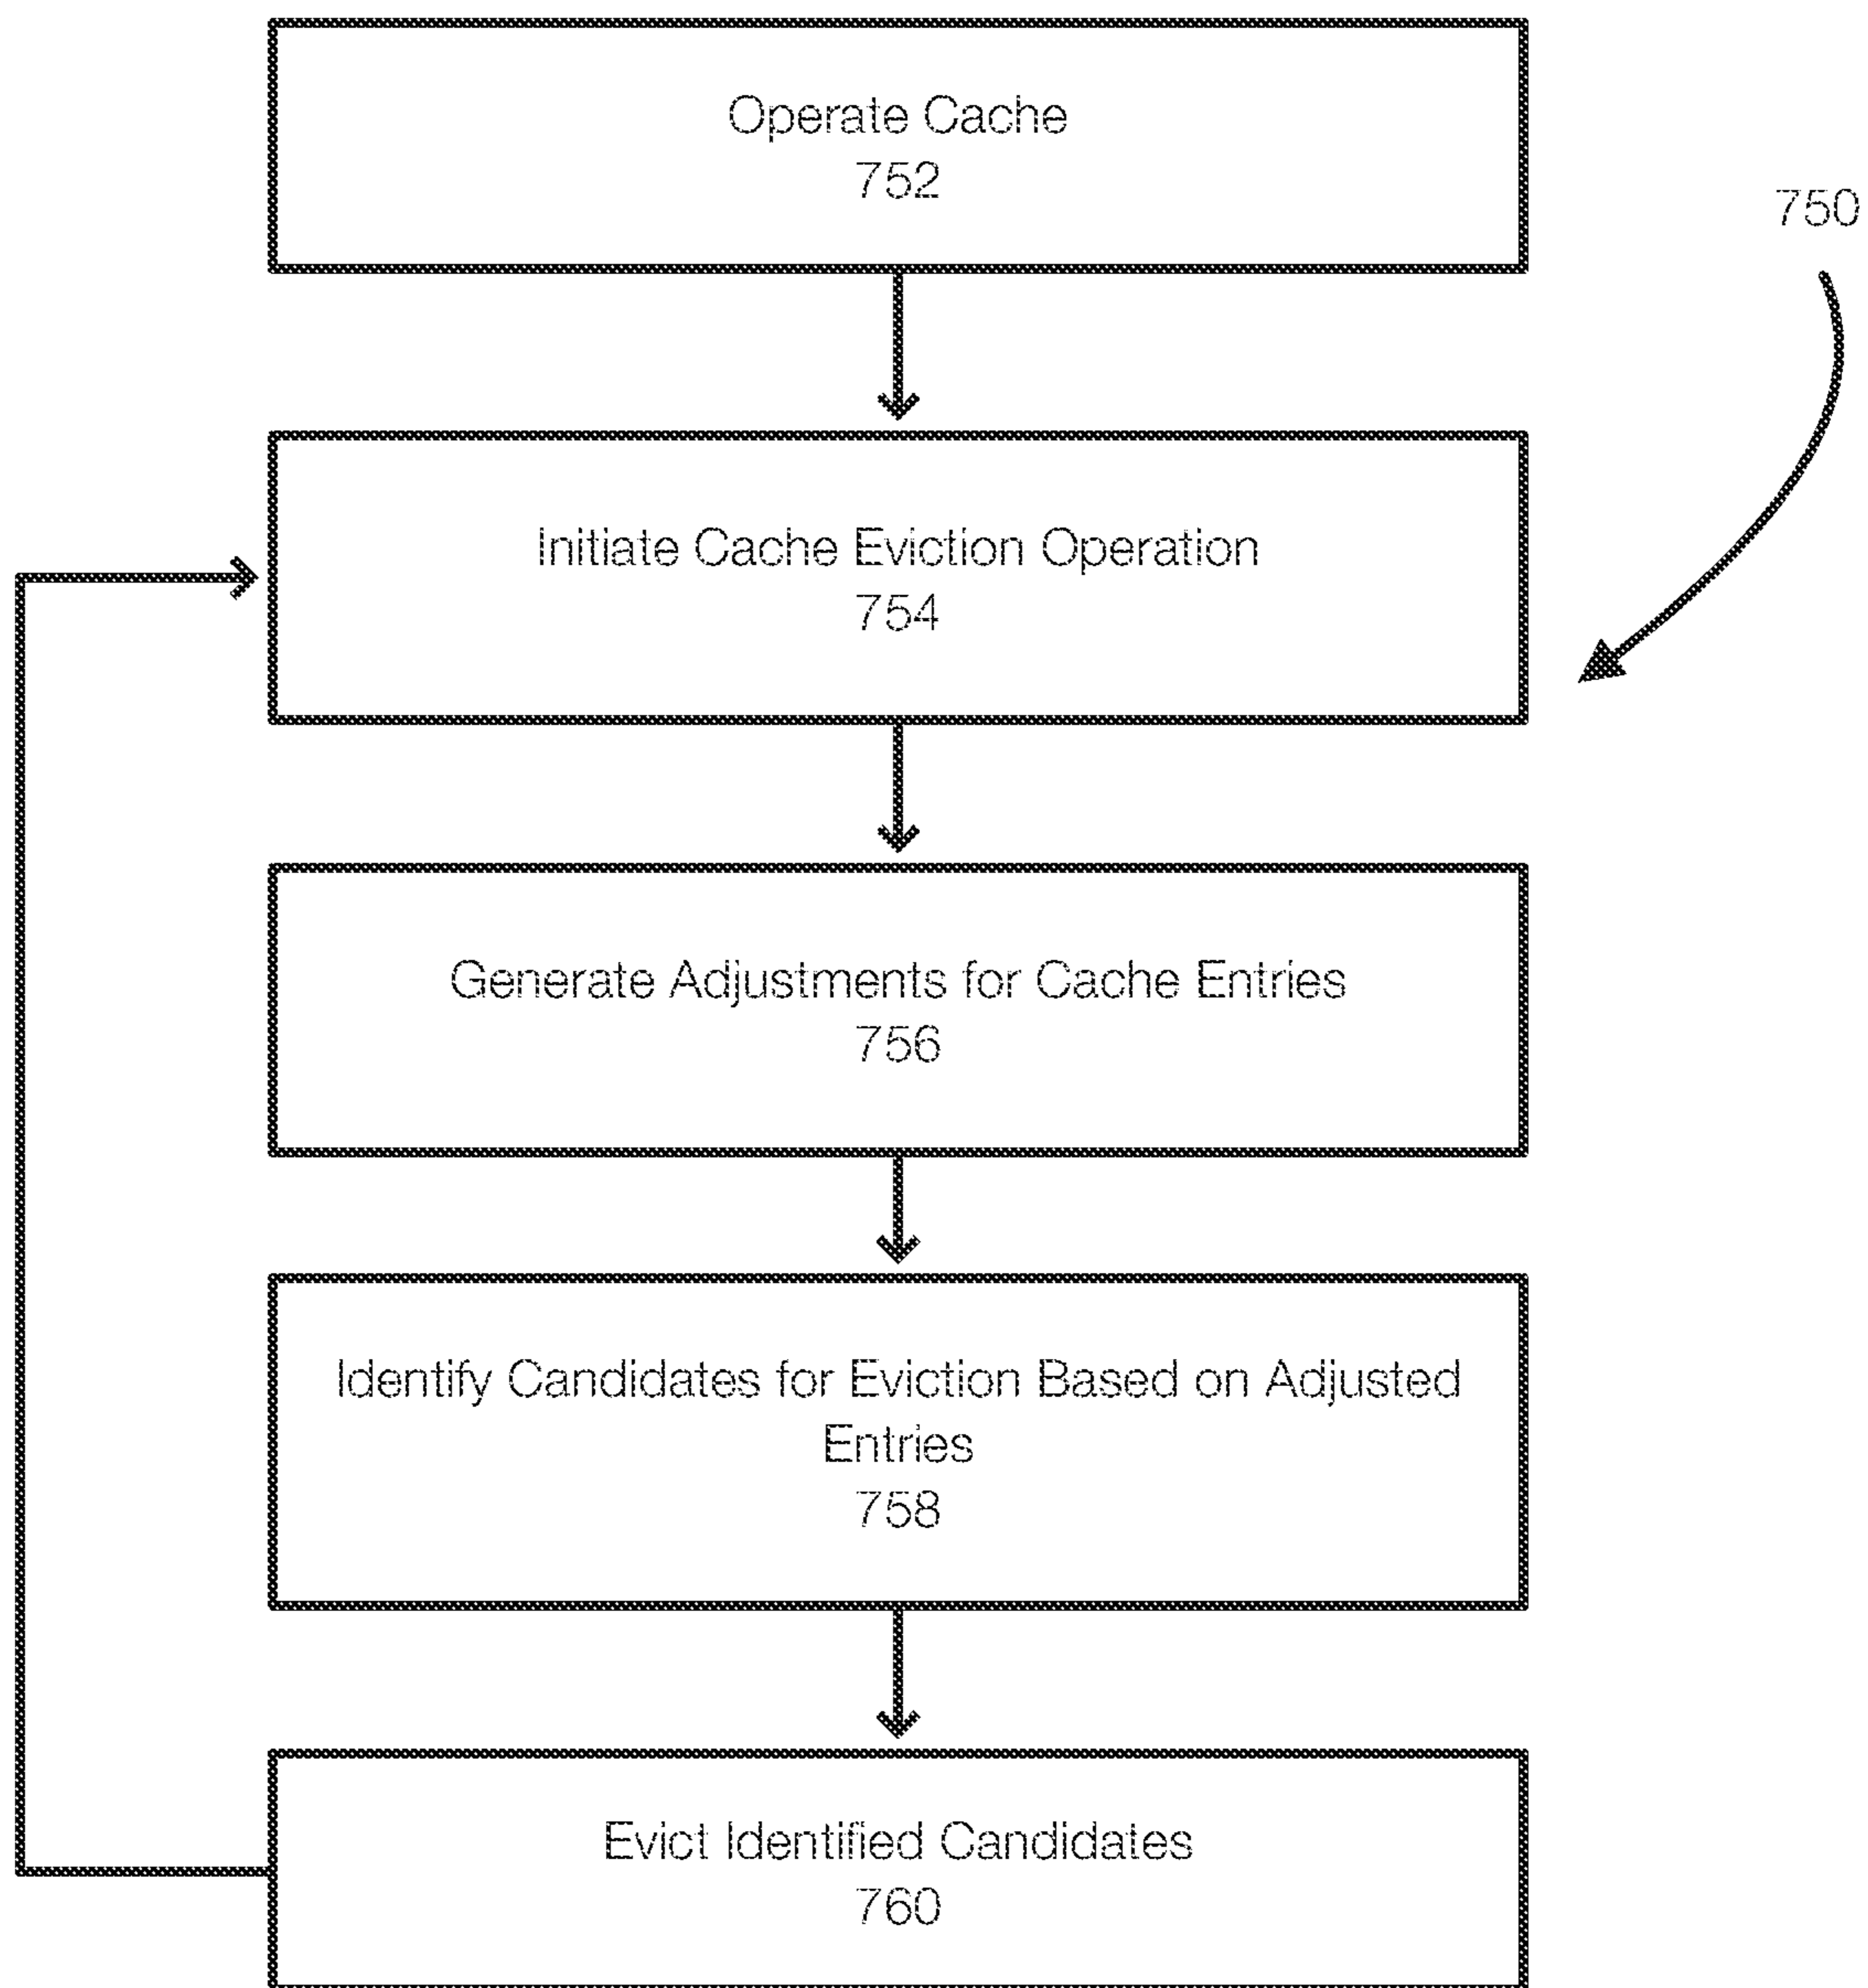 Operate Cache
752
750
Initiate Cache Eviction Operation
754
Generate Adjustments for Cache Entries
756
Identify Candidates for Eviction Based on Adjusted
Entries
758
Evict Identified Candidates
760